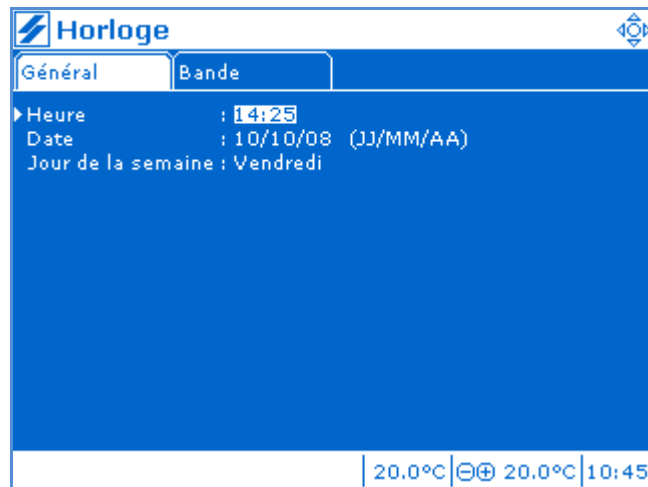 Horloge
Général Bande
Heure : 14:25
Date : 10/10/08 (JJ/MM/AA)
Jour de la semaine : Vendredi
20.0°C ⊖⊕ 20.0°C 10:45